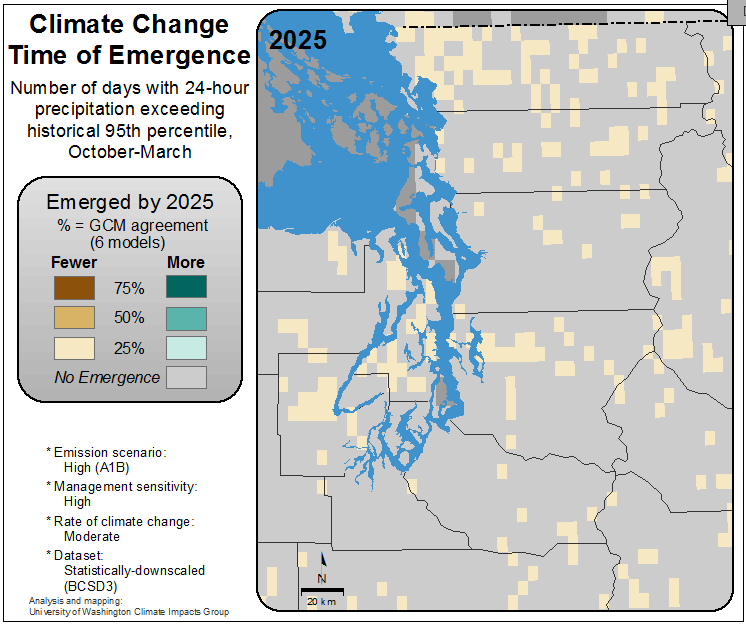 Climate Change
Time of Emergence
Number of days with 24-hour
precipitation exceeding
historical 95th percentile,
October-March
Emerged by 2025
% = GCM agreement
(6 models)
Fewer More
75%
50%
25%
No Emergence
* Emission scenario:
High (A1B)
* Management sensitivity:
High
* Rate of climate change:
Moderate
* Dataset:
Statistically-downscaled
(BCSD3)
Analysis and mapping:
University of Washington Climate Impacts Group
2025
N
20 km